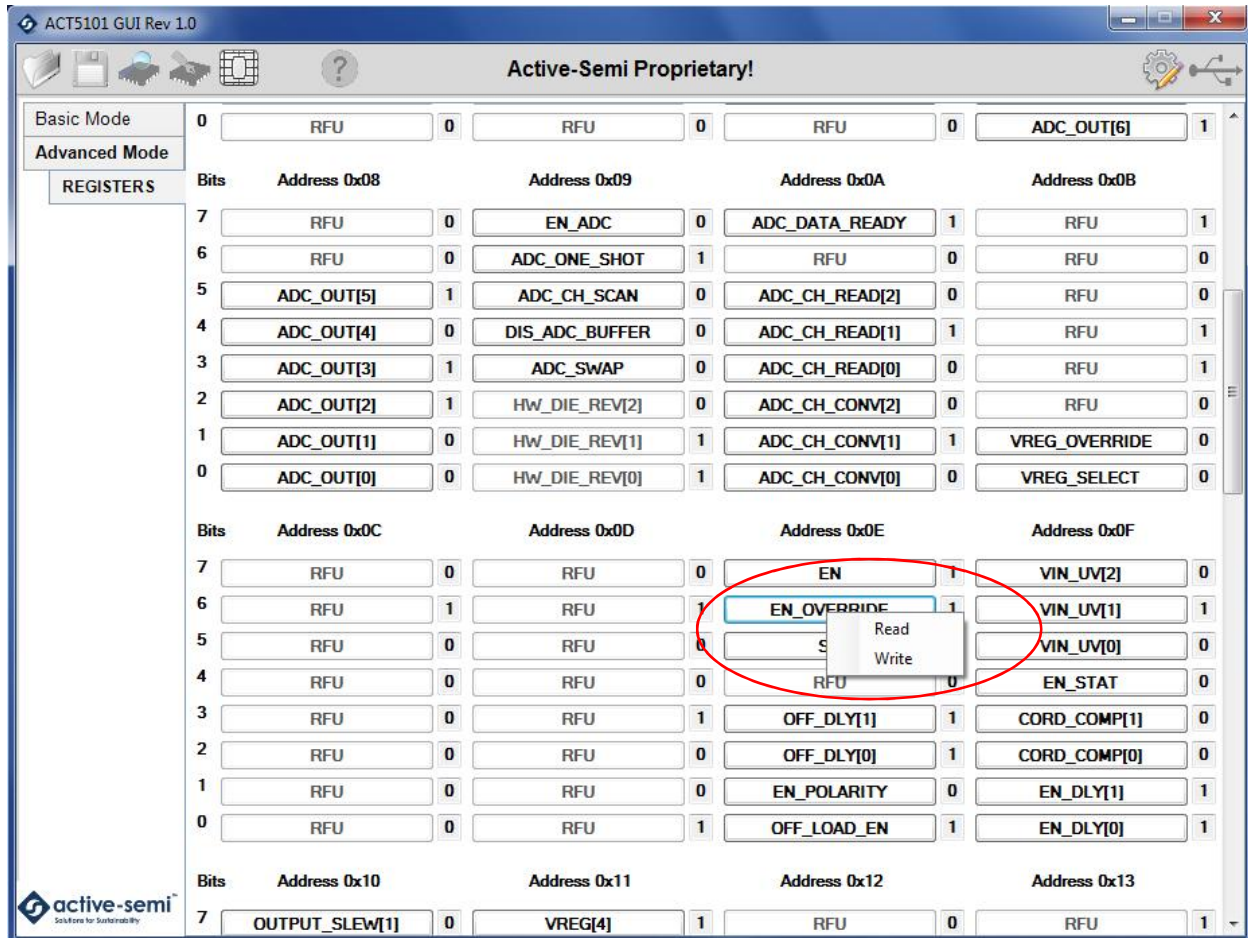 ACT5101 GUI Rev 1.0
Active-Semi Proprietary!
Basic Mode
Advanced Mode
REGISTERS
0 RFU 0 RFU 0 RFU 0 ADC_OUT[6] 1
Bits Address 0x08 Address 0x09 Address 0x0A Address 0x0B
7 RFU 0 EN_ADC 0 ADC_DATA_READY 1 RFU 1
6 RFU 0 ADC_ONE_SHOT 1 RFU 0 RFU 0
5 ADC_OUT[5] 1 ADC_CH_SCAN 0 ADC_CH_READ[2] 0 RFU 0
4 ADC_OUT[4] 0 DIS_ADC_BUFFER 0 ADC_CH_READ[1] 1 RFU 1
3 ADC_OUT[3] 1 ADC_SWAP 0 ADC_CH_READ[0] 0 RFU 1
2 ADC_OUT[2] 1 HW_DIE_REV[2] 0 ADC_CH_CONV[2] 0 RFU 0
1 ADC_OUT[1] 0 HW_DIE_REV[1] 1 ADC_CH_CONV[1] 1 VREG_OVERRIDE 0
0 ADC_OUT[0] 0 HW_DIE_REV[0] 1 ADC_CH_CONV[0] 0 VREG_SELECT 0
Bits Address 0x0C Address 0x0D Address 0x0E Address 0x0F
7 RFU 0 RFU 0 EN 1 VIN_UV[2] 0
6 RFU 1 RFU 1 EN_OVERRIDE 1 VIN_UV[1] 1
Read
5 RFU 0 RFU 0 VIN_UV[0] 0
Write
4 RFU 0 RFU 0 RFU 0 EN_STAT 0
3 RFU 0 RFU 1 OFF_DLY[1] 1 CORD_COMP[1] 0
2 RFU 0 RFU 0 OFF_DLY[0] 1 CORD_COMP[0] 0
1 RFU 0 RFU 0 EN_POLARITY 0 EN_DLY[1] 1
0 RFU 0 RFU 1 OFF_LOAD_EN 1 EN_DLY[0] 1
Bits Address 0x10 Address 0x11 Address 0x12 Address 0x13
7 OUTPUT_SLEW[1] 0 VREG[4] 1 RFU 0 RFU 1
active-semi
Solutions for Sustainability